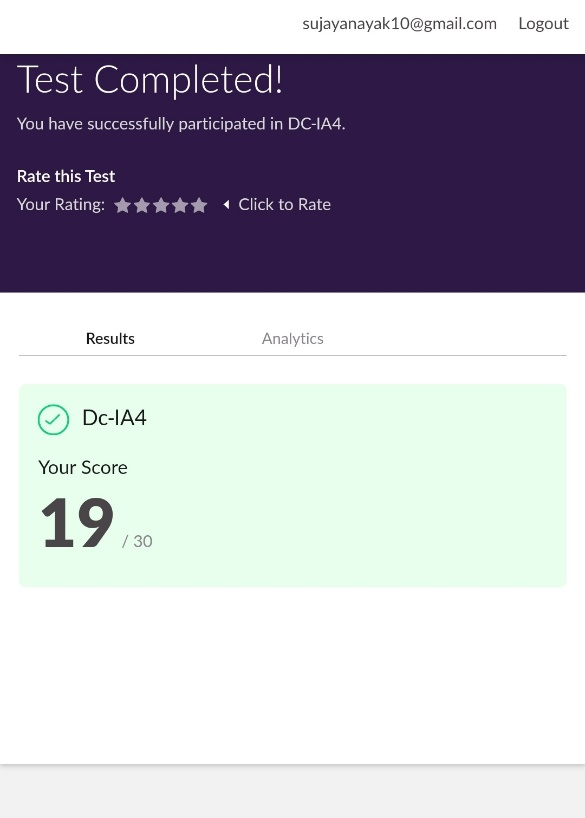 sujayanayak10@gmail.com Logout
Test Completed!
You have successfully participated in DC-IA4.
Rate this Test
Your Rating: Click to Rate
Results Analytics
Dc-IA4
Your Score
19 / 30